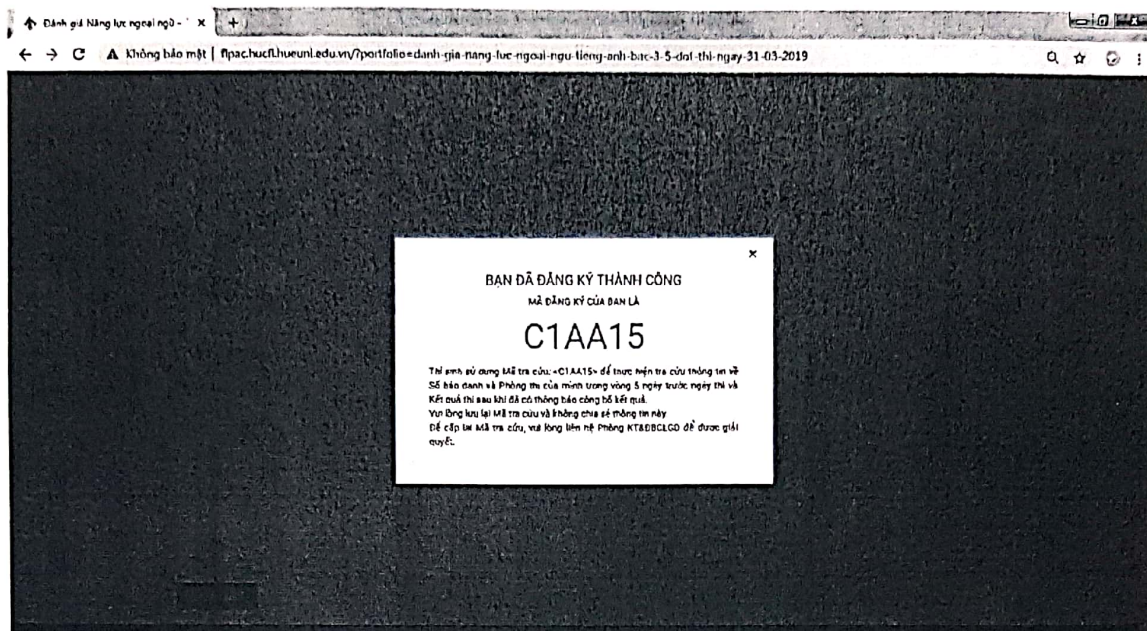 Đánh giá Năng lực ngoại ngữ -
Không bảo mật | flpac.hucfl.hueuni.edu.vn/?portfolio=danh-gia-nang-luc-ngoai-ngu-tieng-anh-bac-3-5-dot-thi-ngay-31-03-2019
BẠN ĐÃ ĐĂNG KÝ THÀNH CÔNG
MÃ ĐĂNG KÝ CỦA BẠN LÀ
C1AA15
Thí sinh sử dụng Mã tra cứu: <C1AA15> để thực hiện tra cứu thông tin về
Số báo danh và Phòng thi của mình trong vòng 5 ngày trước ngày thi và
Kết quả thi sau khi đã có thông báo công bố kết quả.
Vui lòng lưu lại Mã tra cứu và không chia sẻ thông tin này
Để cấp lại Mã tra cứu, vui lòng liên hệ Phòng KT&ĐBCLGD để được giải
quyết.